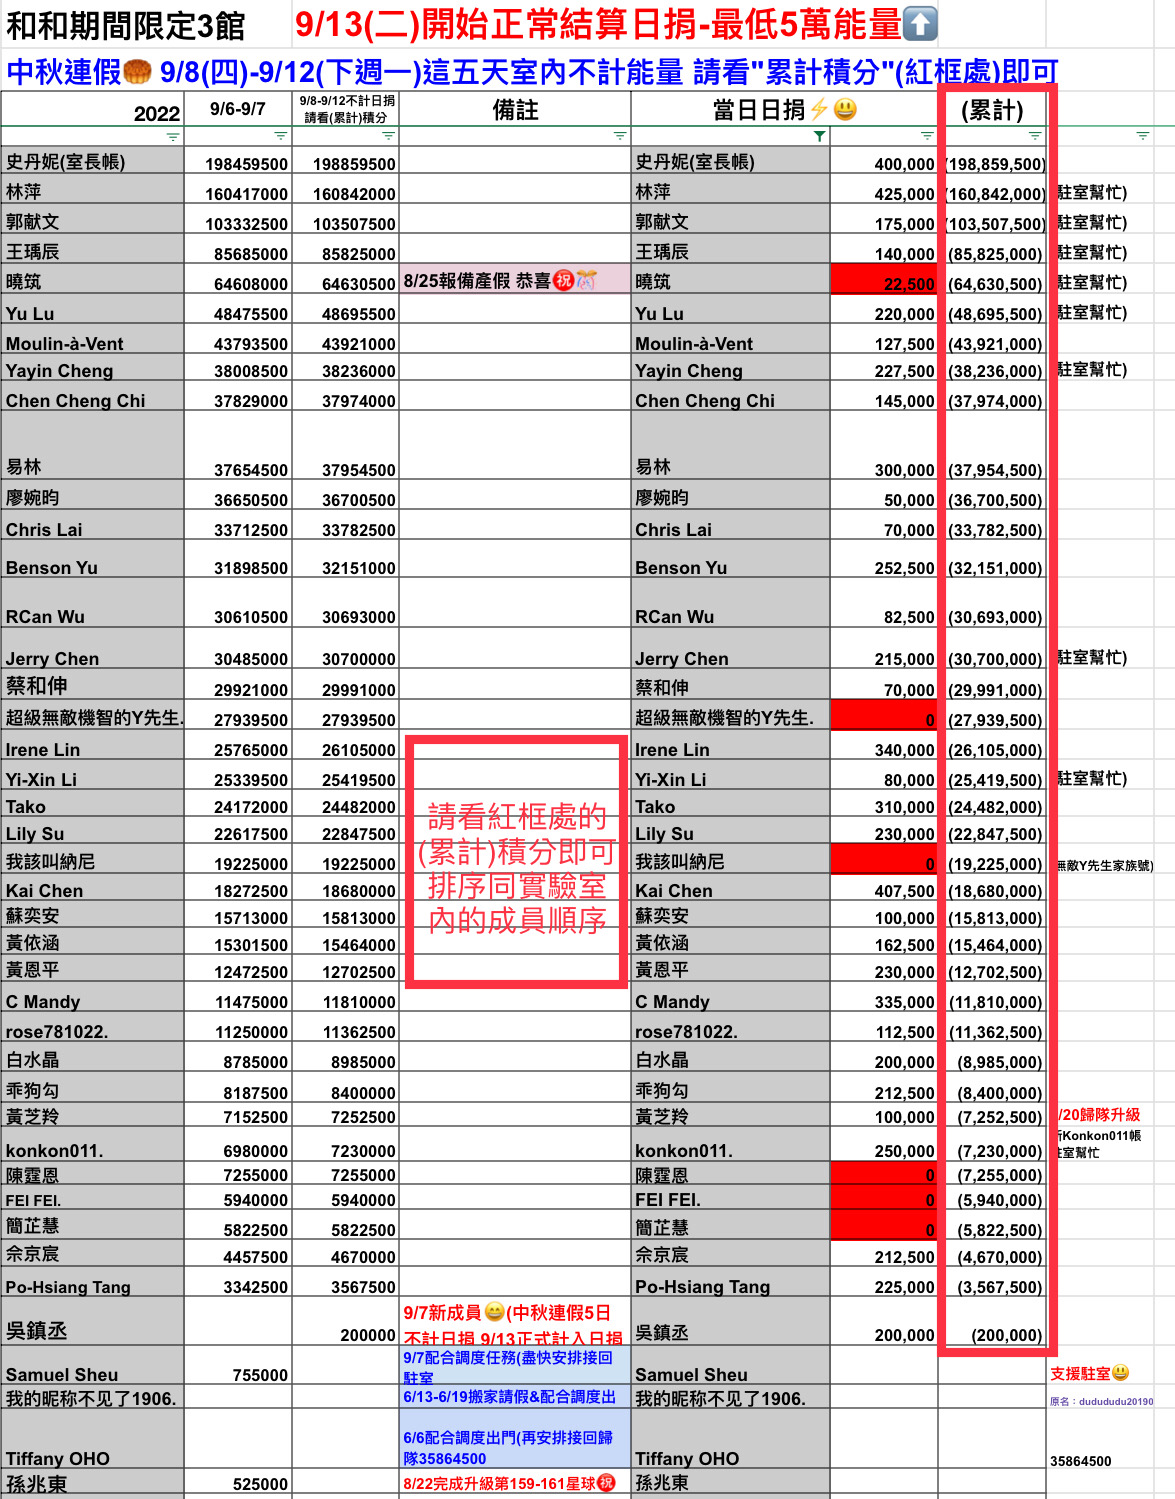 和和期間限定3館 9/13(二)開始正常結算日捐-最低5萬能量⬆️
中秋連假🥮 9/8(四)-9/12(下週一)這五天室內不計能量 請看"累計積分"(紅框處)即可
2022 9/6-9/7 9/8-9/12不計日捐 備註 當日日捐⚡😃 (累計)
請看(累計)積分
史丹妮(室長帳) 198459500 198859500 史丹妮(室長帳) 400,000 (198,859,500)
林萍 160417000 160842000 林萍 425,000 (160,842,000) 駐室幫忙)
郭献文 103332500 103507500 郭献文 175,000 (103,507,500) 駐室幫忙)
王瑀辰 85685000 85825000 王瑀辰 140,000 (85,825,000) 駐室幫忙)
曉筑 64608000 64630500 8/25報備產假 恭喜㊗️🎊 曉筑 22,500 (64,630,500) 駐室幫忙)
Yu Lu 48475500 48695500 Yu Lu 220,000 (48,695,500) 駐室幫忙)
Moulin-à-Vent 43793500 43921000 Moulin-à-Vent 127,500 (43,921,000)
Yayin Cheng 38008500 38236000 Yayin Cheng 227,500 (38,236,000) 駐室幫忙)
Chen Cheng Chi 37829000 37974000 Chen Cheng Chi 145,000 (37,974,000)
易林 37654500 37954500 易林 300,000 (37,954,500)
廖婉昀 36650500 36700500 廖婉昀 50,000 (36,700,500)
Chris Lai 33712500 33782500 Chris Lai 70,000 (33,782,500)
Benson Yu 31898500 32151000 Benson Yu 252,500 (32,151,000)
RCan Wu 30610500 30693000 RCan Wu 82,500 (30,693,000)
Jerry Chen 30485000 30700000 Jerry Chen 215,000 (30,700,000) 駐室幫忙)
蔡和伸 29921000 29991000 蔡和伸 70,000 (29,991,000)
超級無敵機智的Y先生. 27939500 27939500 超級無敵機智的Y先生. 0 (27,939,500)
Irene Lin 25765000 26105000 Irene Lin 340,000 (26,105,000)
Yi-Xin Li 25339500 25419500 Yi-Xin Li 80,000 (25,419,500) 駐室幫忙)
Tako 24172000 24482000 Tako 310,000 (24,482,000)
Lily Su 22617500 22847500 Lily Su 230,000 (22,847,500)
我該叫納尼 19225000 19225000 我該叫納尼 0 (19,225,000) 無敵Y先生家族號)
Kai Chen 18272500 18680000 Kai Chen 407,500 (18,680,000)
蘇奕安 15713000 15813000 蘇奕安 100,000 (15,813,000)
黃依涵 15301500 15464000 黃依涵 162,500 (15,464,000)
黃恩平 12472500 12702500 黃恩平 230,000 (12,702,500)
請看紅框處的
(累計)積分即可
排序同實驗室
內的成員順序
C Mandy 11475000 11810000 C Mandy 335,000 (11,810,000)
rose781022. 11250000 11362500 rose781022. 112,500 (11,362,500)
白水晶 8785000 8985000 白水晶 200,000 (8,985,000)
乖狗勾 8187500 8400000 乖狗勾 212,500 (8,400,000)
黃芝羚 7152500 7252500 黃芝羚 100,000 (7,252,500) /20歸隊升級
konkon011. 6980000 7230000 konkon011. 250,000 (7,230,000) 新Konkon011帳
駐室幫忙
陳霆恩 7255000 7255000 陳霆恩 0 (7,255,000)
FEI FEI. 5940000 5940000 FEI FEI. 0 (5,940,000)
簡芷慧 5822500 5822500 簡芷慧 0 (5,822,500)
佘京宸 4457500 4670000 佘京宸 212,500 (4,670,000)
Po-Hsiang Tang 3342500 3567500 Po-Hsiang Tang 225,000 (3,567,500)
吳鎮丞 200000 9/7新成員😄(中秋連假5日 吳鎮丞 200,000 (200,000)
不計日捐 9/13正式計入日捐
Samuel Sheu 755000 9/7配合調度任務(盡快安排接回 Samuel Sheu 支援駐室😃
駐室
我的昵称不见了1906. 6/13-6/19搬家請假&配合調度出 我的昵称不见了1906. 原名：dudududu20190
Tiffany OHO 6/6配合調度出門(再安排接回歸 Tiffany OHO 35864500
隊35864500
孫兆東 525000 8/22完成升級第159-161星球㊗️ 孫兆東